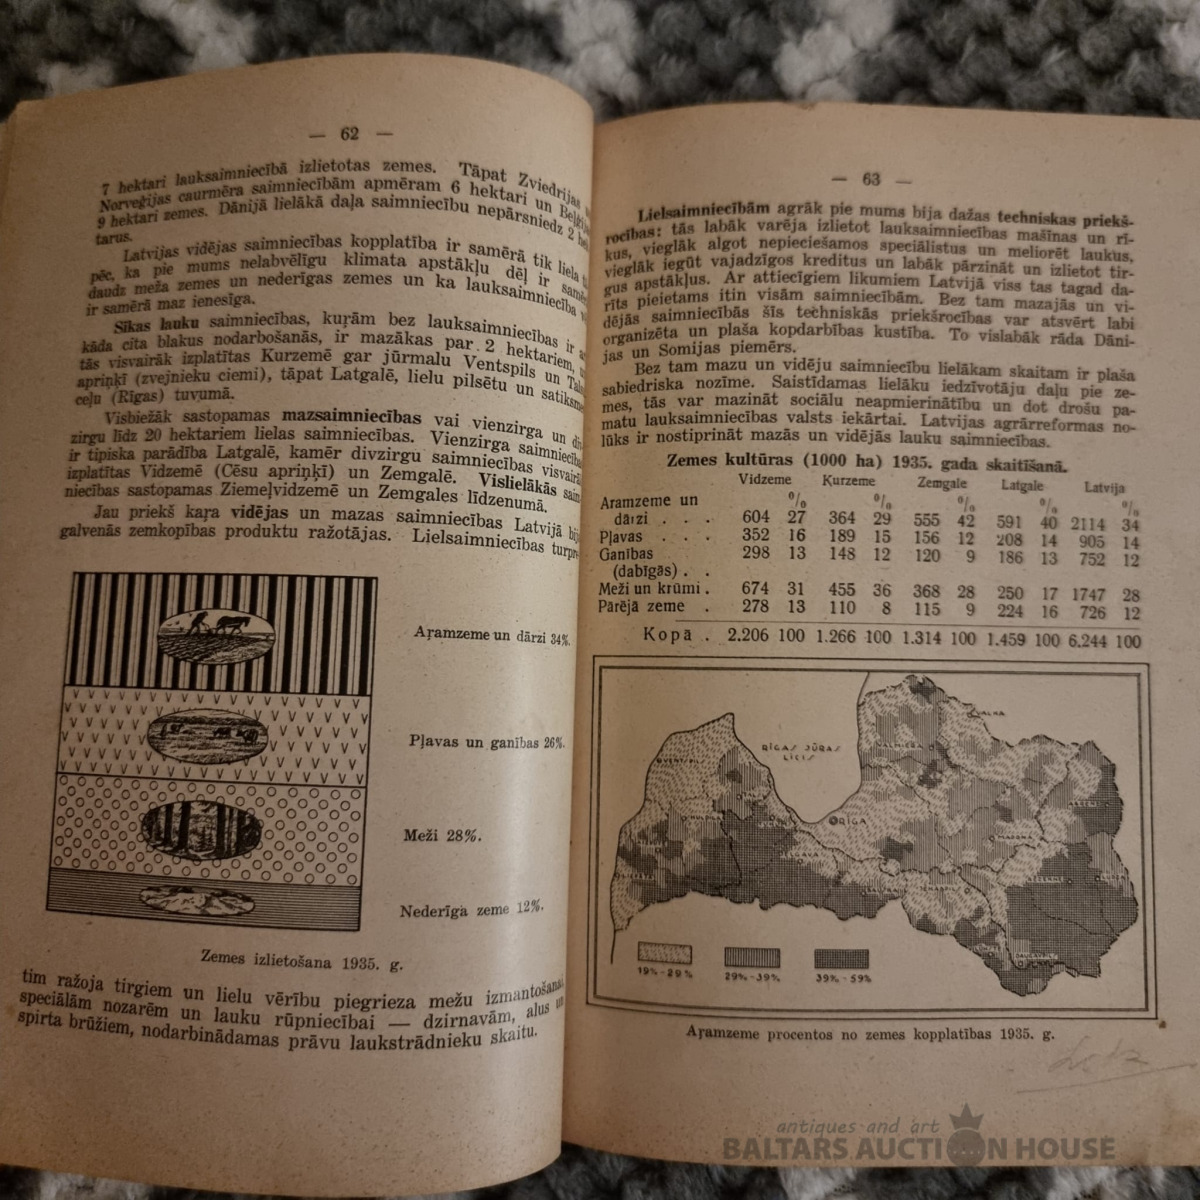 — 62 —
7 hektari lauksaimniecībā izlietotas zemes. Tāpat Zviedrijas
Norveģijas caurmēra saimniecībām apmēram 6 hektari un
9 hektari zemes. Dānijā lielākā daļa saimniecību nepārsniedz 2
tarus.
Latvijas vidējās saimniecības kopplatība ir samērā tik liela
pēc, ka pie mums nelabvēlīgu klimata apstākļu dēļ ir
daudz meža zemes un nederīgas zemes un ka lauksaimniecība
ir samērā maz ienesīga.
Sīkas lauku saimniecības, kuŗām bez lauksaimniecības ir
kāda cita blakus nodarbošanās, ir mazākas par 2 hektariem,
tās visvairāk izplatītas Kurzemē gar jūrmalu Ventspils un
apriņķī (zvejnieku ciemi), tāpat Latgalē, lielu pilsētu un
ceļu (Rīgas) tuvumā.
Visbiežāk sastopamas mazsaimniecības vai vienzirga un
zirgu līdz 20 hektariem lielas saimniecības. Vienzirga
ir tipiska parādība Latgalē, kamēr divzirgu saimniecības
izplatītas Vidzemē (Cēsu apriņķī) un Zemgalē. Vislielākās
niecības sastopamas Ziemeļvidzemē un Zemgales līdzenumā.
Jau priekš kaŗa vidējas un mazas saimniecības Latvijā
galvenās zemkopības produktu ražotājas. Lielsaimniecības
Aŗamzeme un dārzi 34%.
Pļavas un ganības 26%.
Meži 28%.
Nederīga zeme 12%.
Zemes izlietošana 1935. g.
tim ražoja tirgiem un lielu vērību piegrieza mežu
speciālām nozarēm un lauku rūpniecībai — dzirnavām, alus un
spirta brūžiem, nodarbinādamas prāvu laukstrādnieku skaitu.
— 63 —
Lielsaimniecībām agrāk pie mums bija dažas techniskas priekš-
rocības: tās labāk varēja izlietot lauksaimniecības mašīnas un rī-
kus, vieglāk algot nepieciešamos speciālistus un meliorēt laukus,
vieglāk iegūt vajadzīgos kreditus un labāk pārzināt un izlietot tir-
gus apstākļus. Ar attiecīgiem likumiem Latvijā viss tas tagad da-
rīts pieietams itin visām saimniecībām. Bez tam mazajās un vi-
dējās saimniecībās šīs techniskās priekšrocības var atsvērt labi
organizēta un plaša kopdarbības kustība. To vislabāk rāda Dāni-
jas un Somijas piemērs.
Bez tam mazu un vidēju saimniecību lielākam skaitam ir plaša
sabiedriska nozīme. Saistīdamas lielāku iedzīvotāju daļu pie ze-
mes, tās var mazināt sociālu neapmierinātību un dot drošu pa-
matu lauksaimniecības valsts iekārtai. Latvijas agrārreformas no-
lūks ir nostiprināt mazās un vidējās lauku saimniecības.
Zemes kultūras (1000 ha) 1935. gada skaitīšanā.
Vidzeme Kurzeme Zemgale Latgale Latvija
% % % % %
Aramzeme un
dārzi . . . 604 27 364 29 555 42 591 40 2114 34
Pļavas . . . 352 16 189 15 156 12 208 14 905 14
Ganības 298 13 148 12 120 9 186 13 752 12
(dabīgās) . .
Meži un krūmi . 674 31 455 36 368 28 250 17 1747 28
Pārējā zeme . 278 13 110 8 115 9 224 16 726 12
Kopā . 2.206 100 1.266 100 1.314 100 1.459 100 6.244 100
VALKA
RĪGAS JŪRAS
LĪCIS
VALMIERA
VENTSPILS
RĪGA
MADONA
JELGAVA
19% - 29% 29% - 39% 39% - 59%
Aŗamzeme procentos no zemes kopplatības 1935. g.
antiques and art
BALTARS AUCTION HOUSE